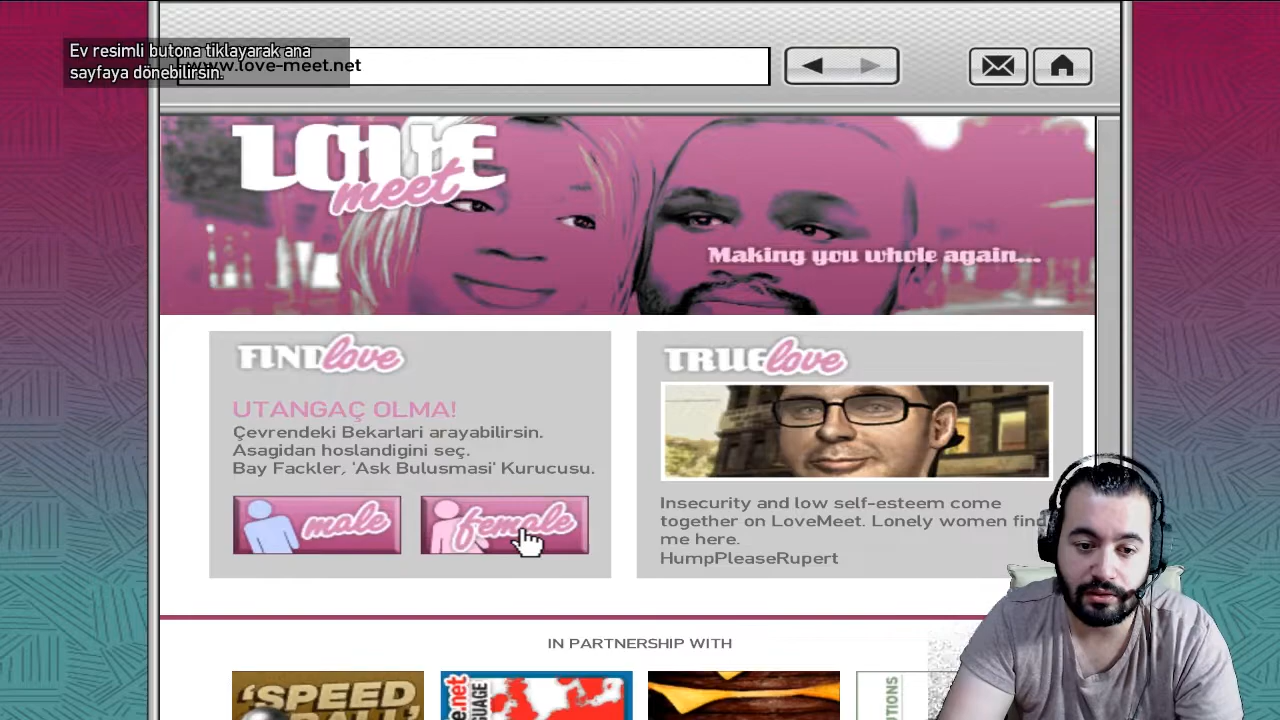 Ev resimli butona tiklayarak ana
sayfaya dönebilirsin.
www.love-meet.net
LOVE
meet
Making you whole again...
FIND love
UTANGAÇ OLMA!
Çevrendeki Bekarlari arayabilirsin.
Asagidan hoslandigini seç.
Bay Fackler, 'Ask Bulusmasi' Kurucusu.
male
female
TRUE love
Insecurity and low self-esteem come
together on LoveMeet. Lonely women find
me here.
HumpPleaseRupert
IN PARTNERSHIP WITH
'SPEED
BALL'